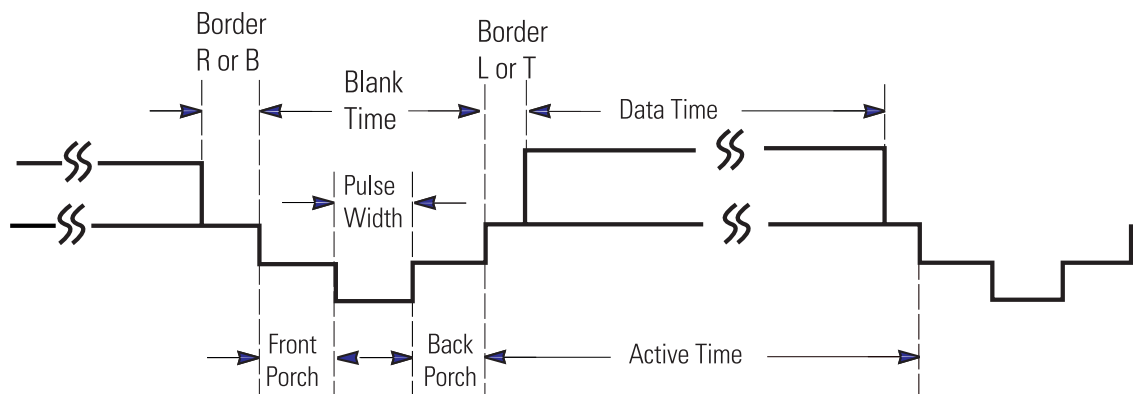 Border
R or B
Blank
Time
Border
L or T
Data Time
Pulse
Width
Front
Porch
Back
Porch
Active Time